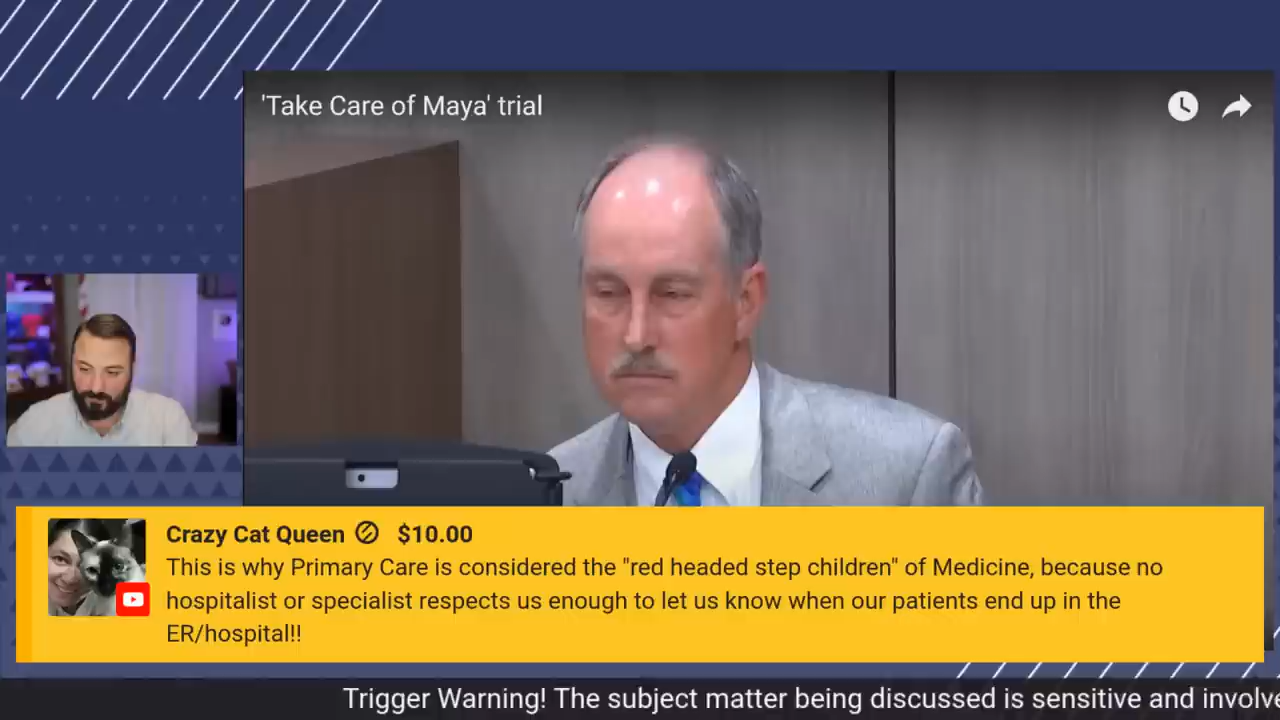 'Take Care of Maya' trial
Crazy Cat Queen $10.00
This is why Primary Care is considered the "red headed step children" of Medicine, because no
hospitalist or specialist respects us enough to let us know when our patients end up in the
ER/hospital!!
Trigger Warning! The subject matter being discussed is sensitive and involve